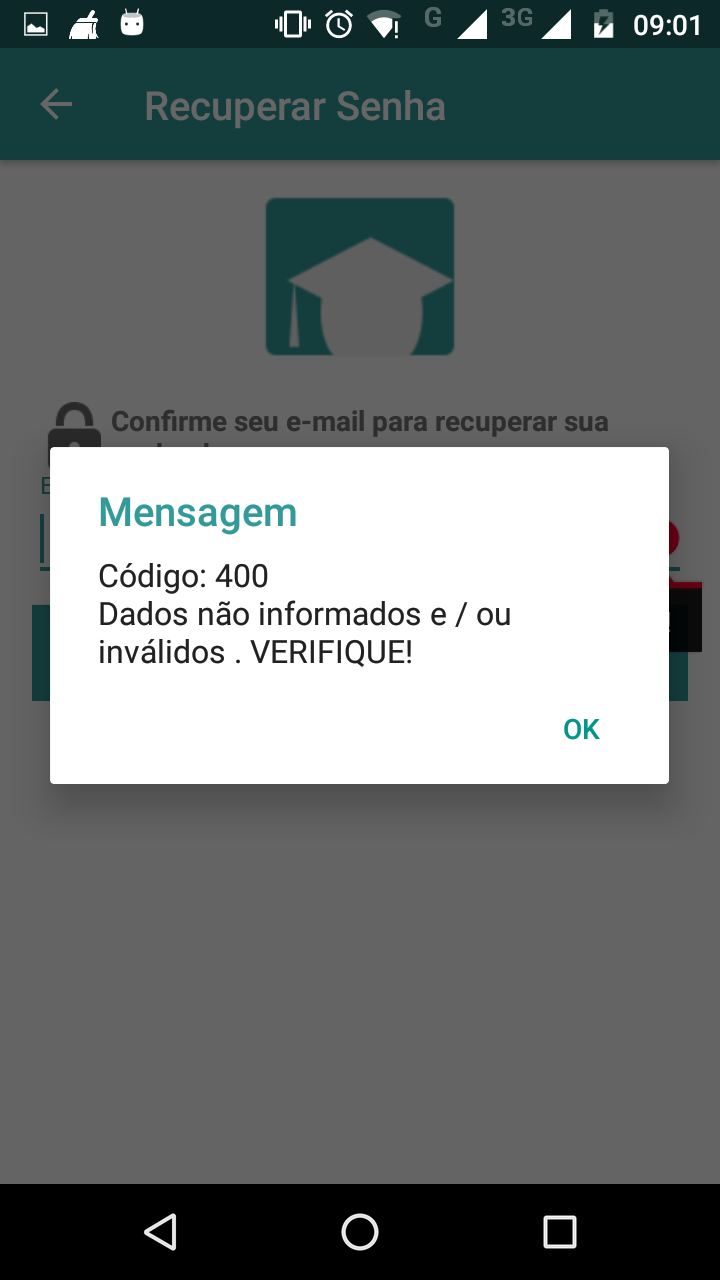 G 3G 09:01
Recuperar Senha
Confirme seu e-mail para recuperar sua
E
Mensagem
Código: 400
Dados não informados e / ou
inválidos . VERIFIQUE!
OK